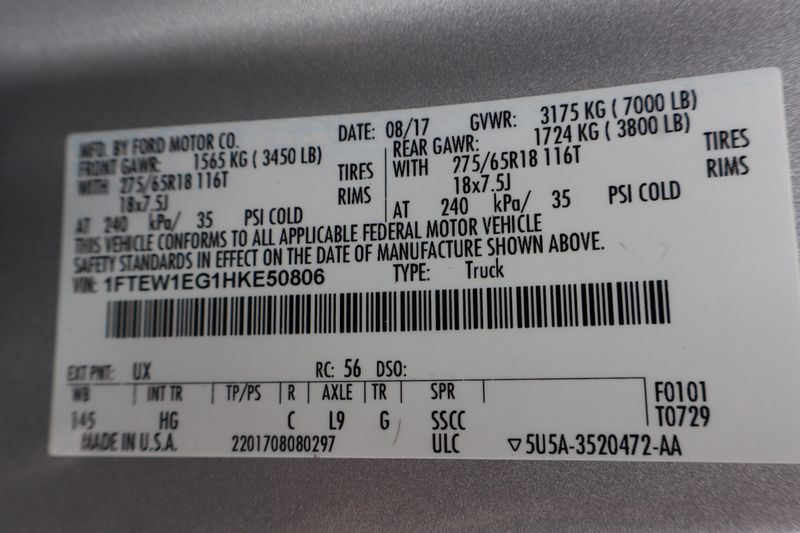 MFD. BY FORD MOTOR CO. DATE: 08/17 GVWR: 3175 KG ( 7000 LB)
FRONT GAWR: 1565 KG ( 3450 LB) REAR GAWR: 1724 KG ( 3800 LB)
WITH 275/65R18 116T TIRES WITH 275/65R18 116T TIRES
18x7.5J RIMS 18x7.5J RIMS
AT 240 kPa/ 35 PSI COLD AT 240 kPa/ 35 PSI COLD
THIS VEHICLE CONFORMS TO ALL APPLICABLE FEDERAL MOTOR VEHICLE
SAFETY STANDARDS IN EFFECT ON THE DATE OF MANUFACTURE SHOWN ABOVE.
VIN: 1FTEW1EG1HKE50806 TYPE: Truck
EXT PNT: UX RC: 56 DSO:
WB INT TR TP/PS R AXLE TR SPR F0101
145 HG C L9 G SSCC T0729
MADE IN U.S.A. 2201708080297 ULC ▽5U5A-3520472-AA